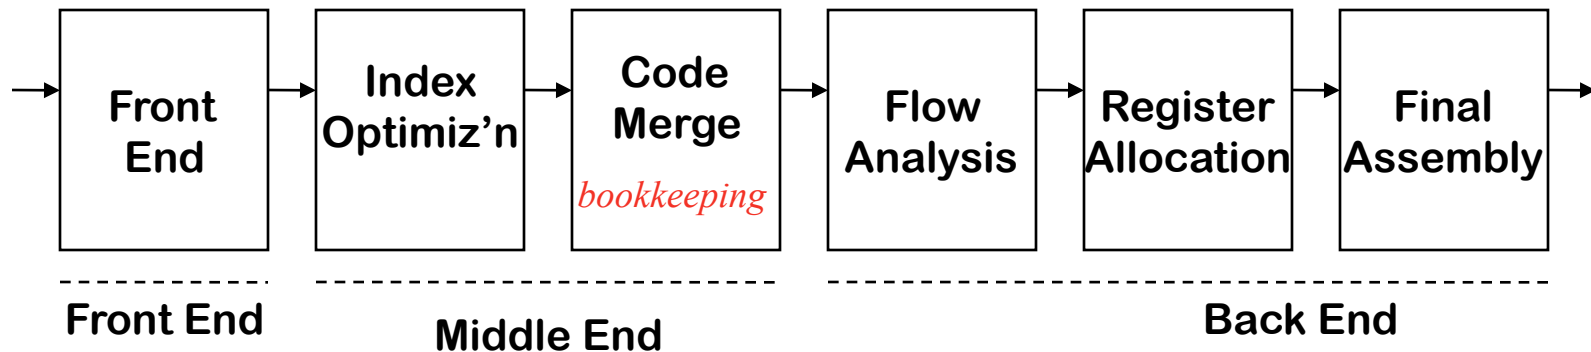 Front
End
Index
Optimiz’n
Code
Merge
bookkeeping
Flow
Analysis
Register
Allocation
Final
Assembly
Front End
Middle End
Back End